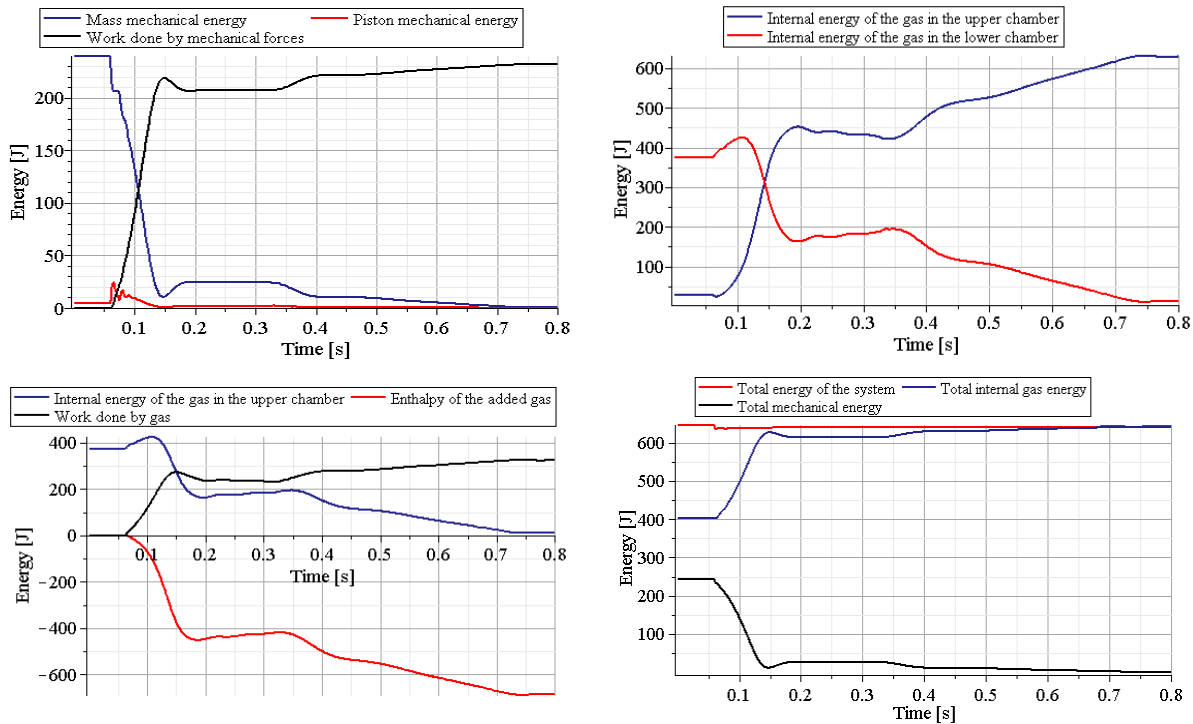 Mass mechanical energy Piston mechanical energy
Work done by mechanical forces
Energy [J]
200
150
100
50
0
0.1 0.2 0.3 0.4 0.5 0.6 0.7 0.8
Time [s]
Internal energy of the gas in the upper chamber
Internal energy of the gas in the lower chamber
Energy [J]
600
500
400
300
200
100
0.1 0.2 0.3 0.4 0.5 0.6 0.7 0.8
Time [s]
Internal energy of the gas in the upper chamber Enthalpy of the added gas
Work done by gas
Energy [J]
400
200
0
0.1 0.2 0.3 0.4 0.5 0.6 0.7 0.8
Time [s]
−200
−400
−600
Total energy of the system Total internal gas energy
Total mechanical energy
Energy [J]
600
500
400
300
200
100
0.1 0.2 0.3 0.4 0.5 0.6 0.7 0.8
Time [s]